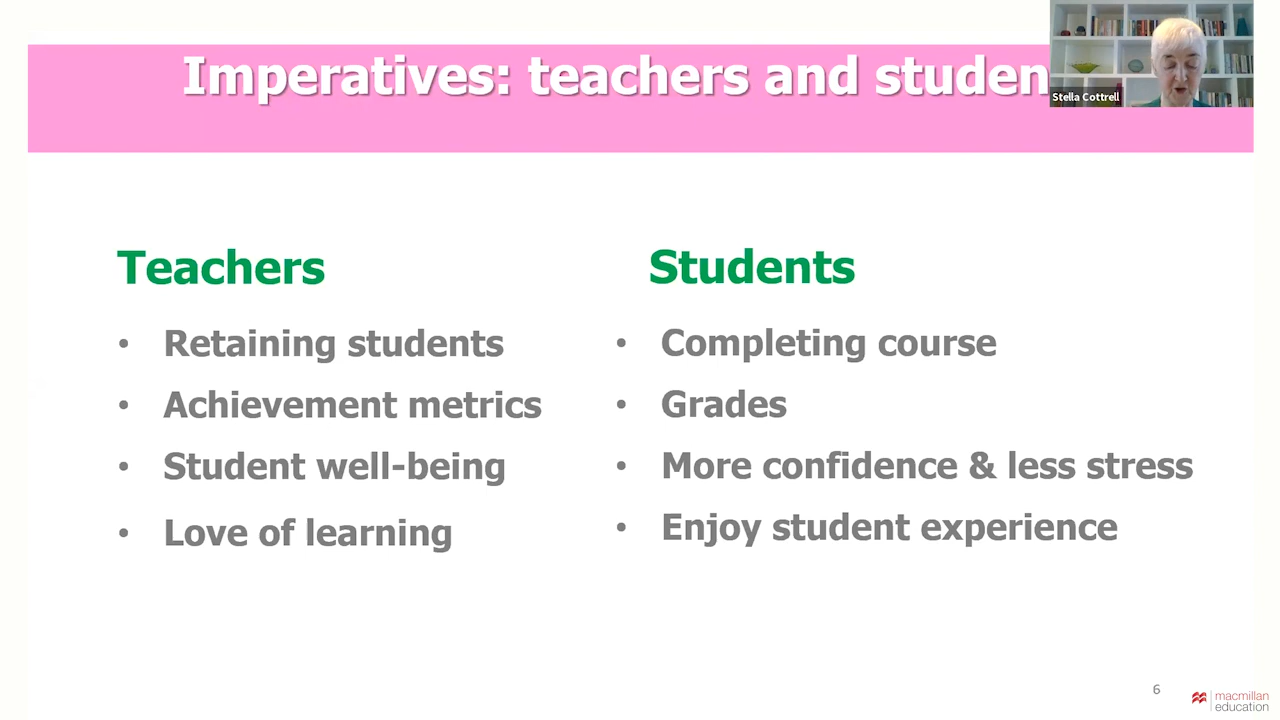 Imperatives: teachers and studen
Stella Cottrell
Teachers
• Retaining students
• Achievement metrics
• Student well-being
• Love of learning
Students
• Completing course
• Grades
• More confidence & less stress
• Enjoy student experience
6
macmillan
education